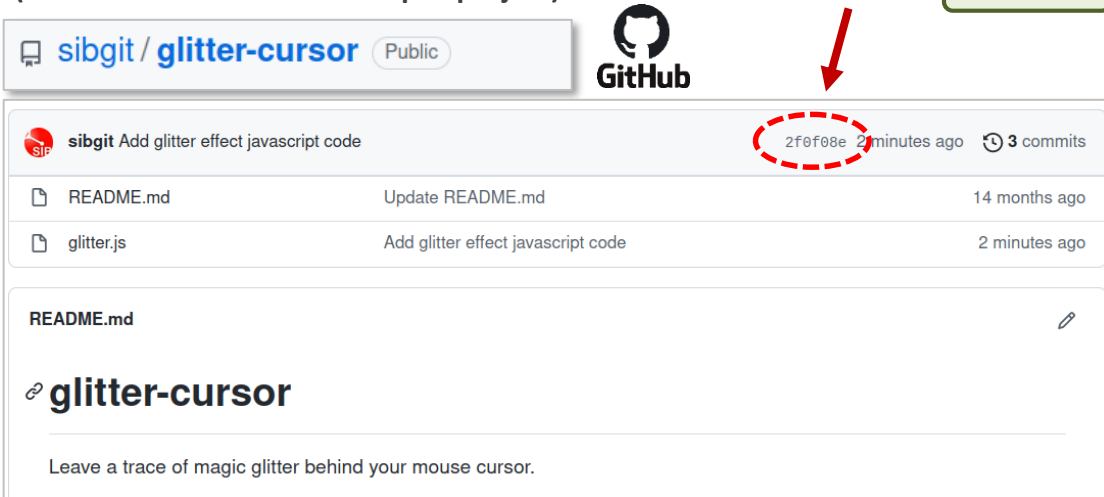 sibgit / glitter-cursor Public
GitHub
SIB
sibgit Add glitter effect javascript code 2f0f08e 2 minutes ago 3 commits
README.md Update README.md 14 months ago
glitter.js Add glitter effect javascript code 2 minutes ago
README.md
glitter-cursor
Leave a trace of magic glitter behind your mouse cursor.